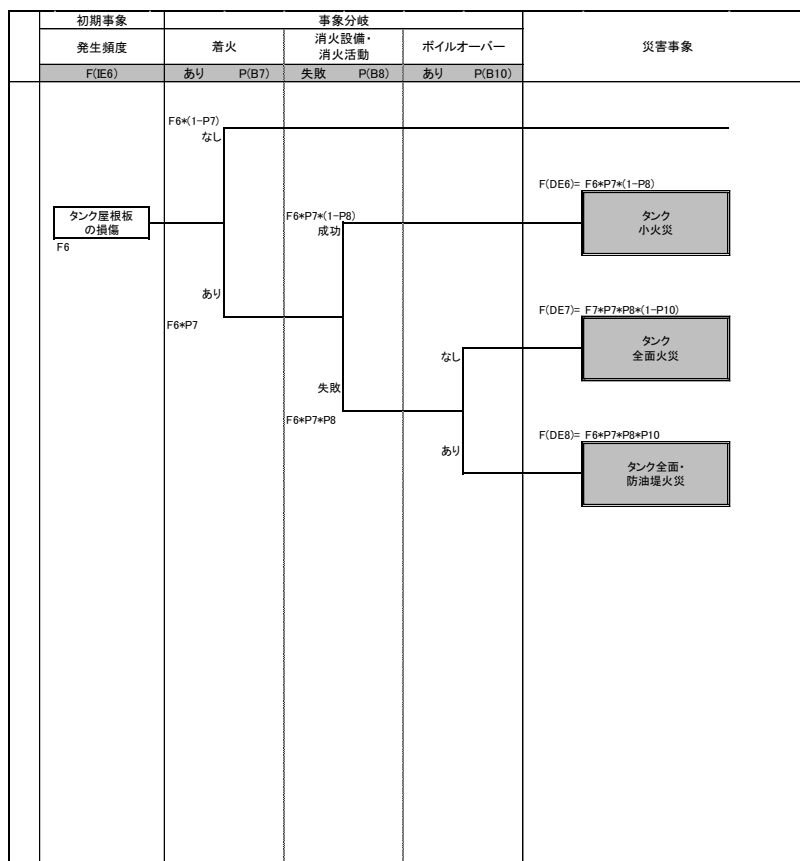 初期事象
事象分岐
発生頻度
着火
消火設備・
消火活動
ボイルオーバー
災害事象
F(IE6)
あり P(B7)
失敗 P(B8)
あり P(B10)
F6*(1-P7)
なし
F(DE6)= F6*P7*(1-P8)
タンク屋根板
の損傷
F6
F6*P7*(1-P8)
成功
タンク
小火災
あり
F6*P7
F(DE7)= F7*P7*P8*(1-P10)
なし
タンク
全面火災
失敗
F6*P7*P8
F(DE8)= F6*P7*P8*P10
あり
タンク全面・
防油堤火災